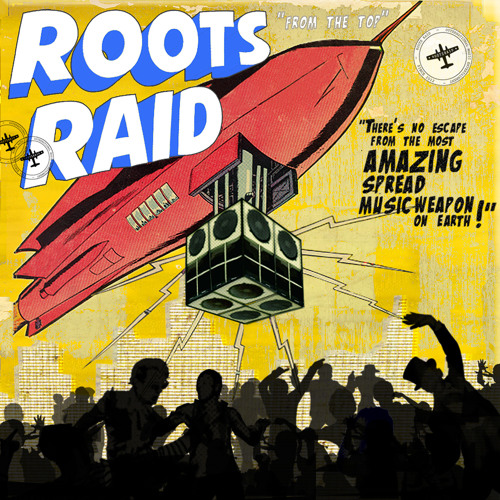 ROOTS
RAID
"FROM THE TOP"
"THERE'S NO ESCAPE
FROM THE MOST
AMAZING
SPREAD
MUSIC WEAPON
ON EARTH!"